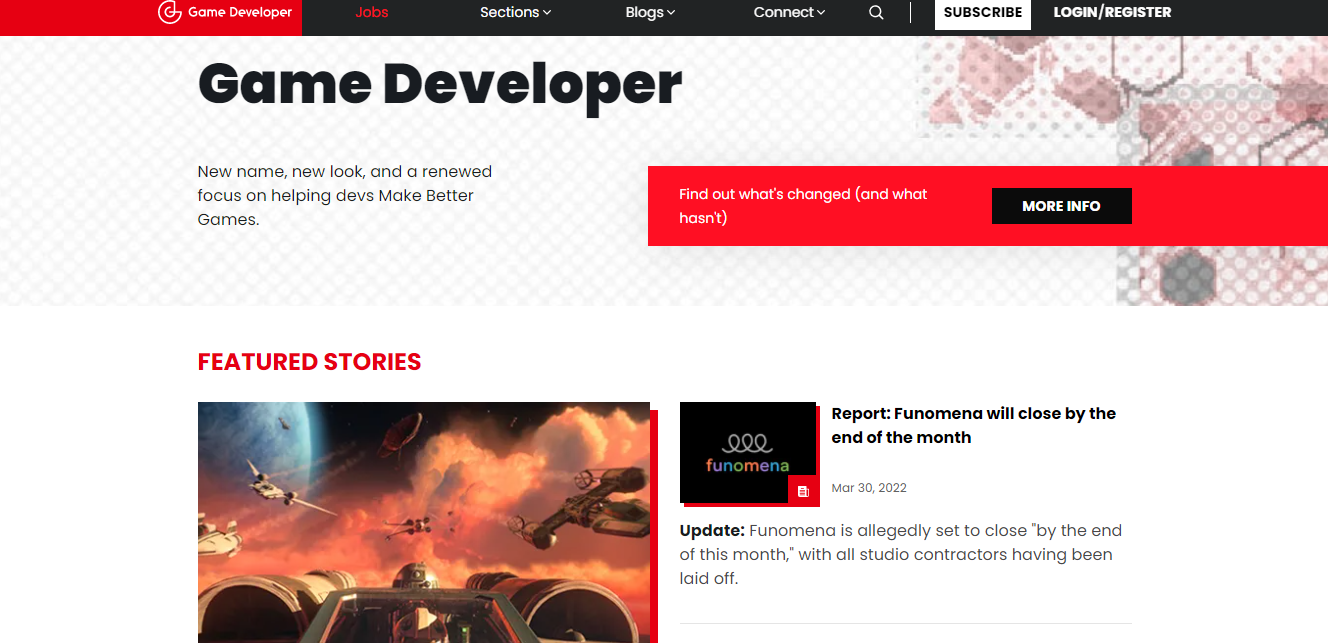 Game Developer
Jobs
Sections
Blogs
Connect
SUBSCRIBE
LOGIN/REGISTER
Game Developer
New name, new look, and a renewed
focus on helping devs Make Better
Games.
Find out what's changed (and what
hasn't)
MORE INFO
FEATURED STORIES
funomena
Report: Funomena will close by the
end of the month
Mar 30, 2022
Update: Funomena is allegedly set to close "by the end
of this month," with all studio contractors having been
laid off.